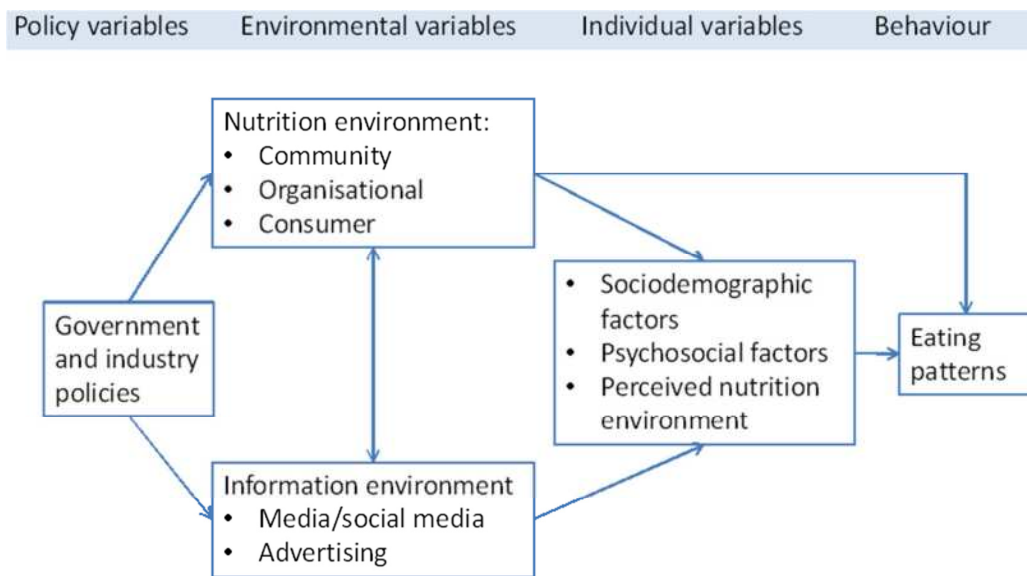 Policy variables
Environmental variables
Individual variables
Behaviour
Nutrition environment:
• Community
• Organisational
• Consumer
Government
and industry
policies
Information environment
• Media/social media
• Advertising
• Sociodemographic
factors
• Psychosocial factors
• Perceived nutrition
environment
Eating
patterns